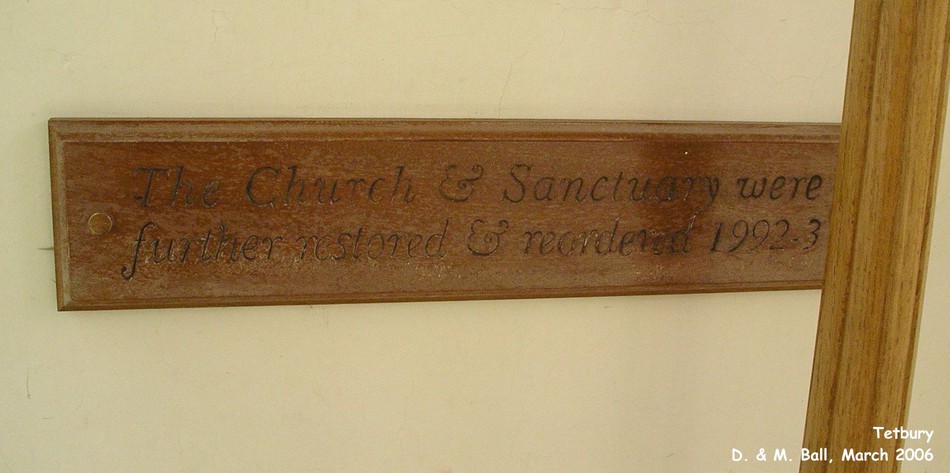 The Church & Sanctuary were
further restored & reordered 1992-3
Tetbury
D. & M. Ball, March 2006